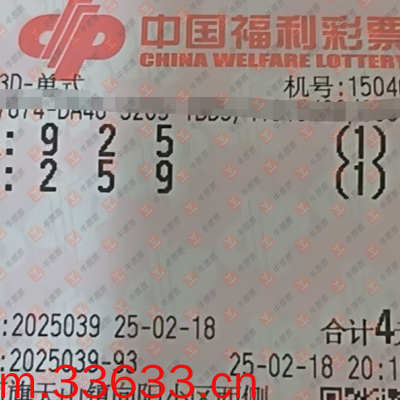 中国福利彩票
CHINA WELFARE LOTTERY
3D-单式 机号:1504
: 9 2 5 (1)
: 2 5 9 (1)
:2025039 25-02-18 合计4元
:2025039-93 25-02-18 20:1
m.33633.cn